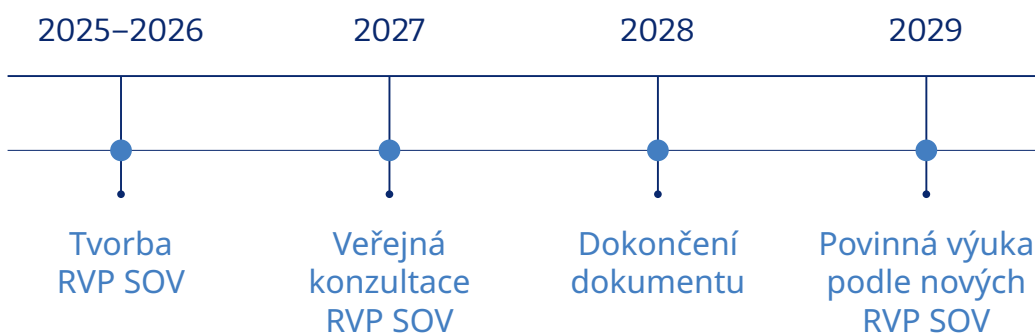 2025–2026
2027
2028
2029
Tvorba
RVP SOV
Veřejná
konzultace
RVP SOV
Dokončení
dokumentu
Povinná výuka
podle nových
RVP SOV